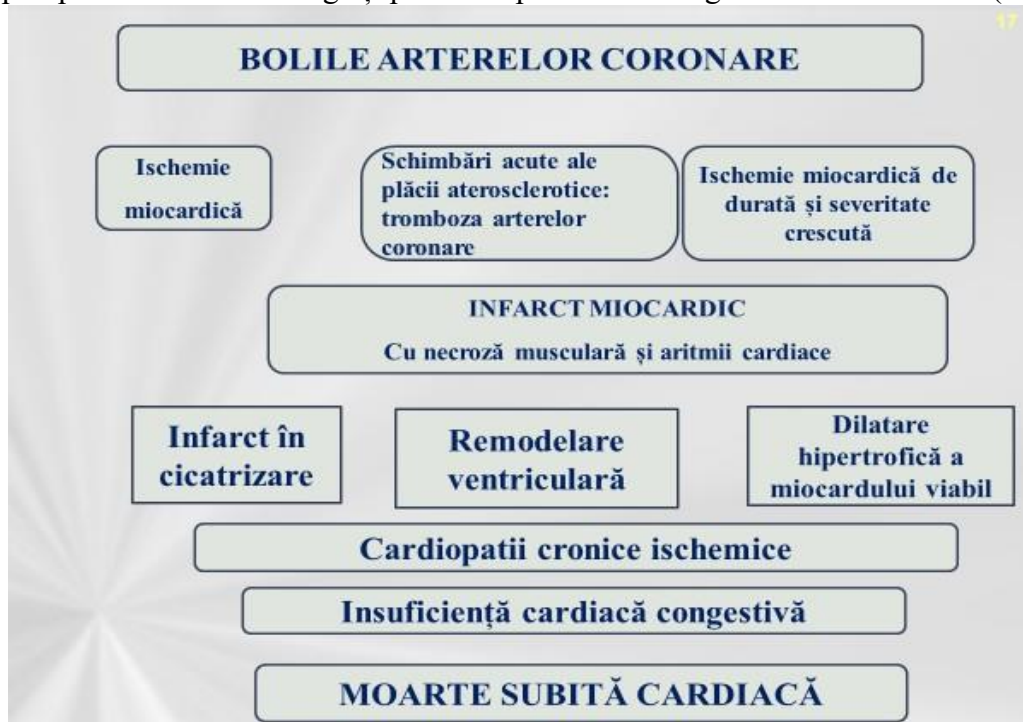 17
BOLILE ARTERELOR CORONARE
Ischemie
miocardică
Schimbări acute ale
plăcii aterosclerotice:
tromboza arterelor
coronare
Ischemie miocardică de
durată și severitate
crescută
INFARCT MIOCARDIC
Cu necroză musculară și aritmii cardiace
Infarct în
cicatrizare
Remodelare
ventriculară
Dilatare
hipertrofică a
miocardului viabil
Cardiopatii cronice ischemice
Insuficiență cardiacă congestivă
MOARTE SUBITĂ CARDIACĂ